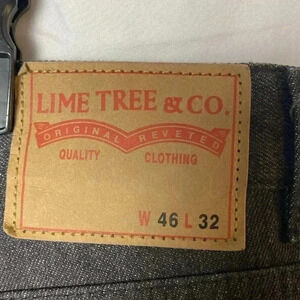 LIME TREE & CO.
ORIGINAL REVETED
QUALITY CLOTHING
W 46 L 32